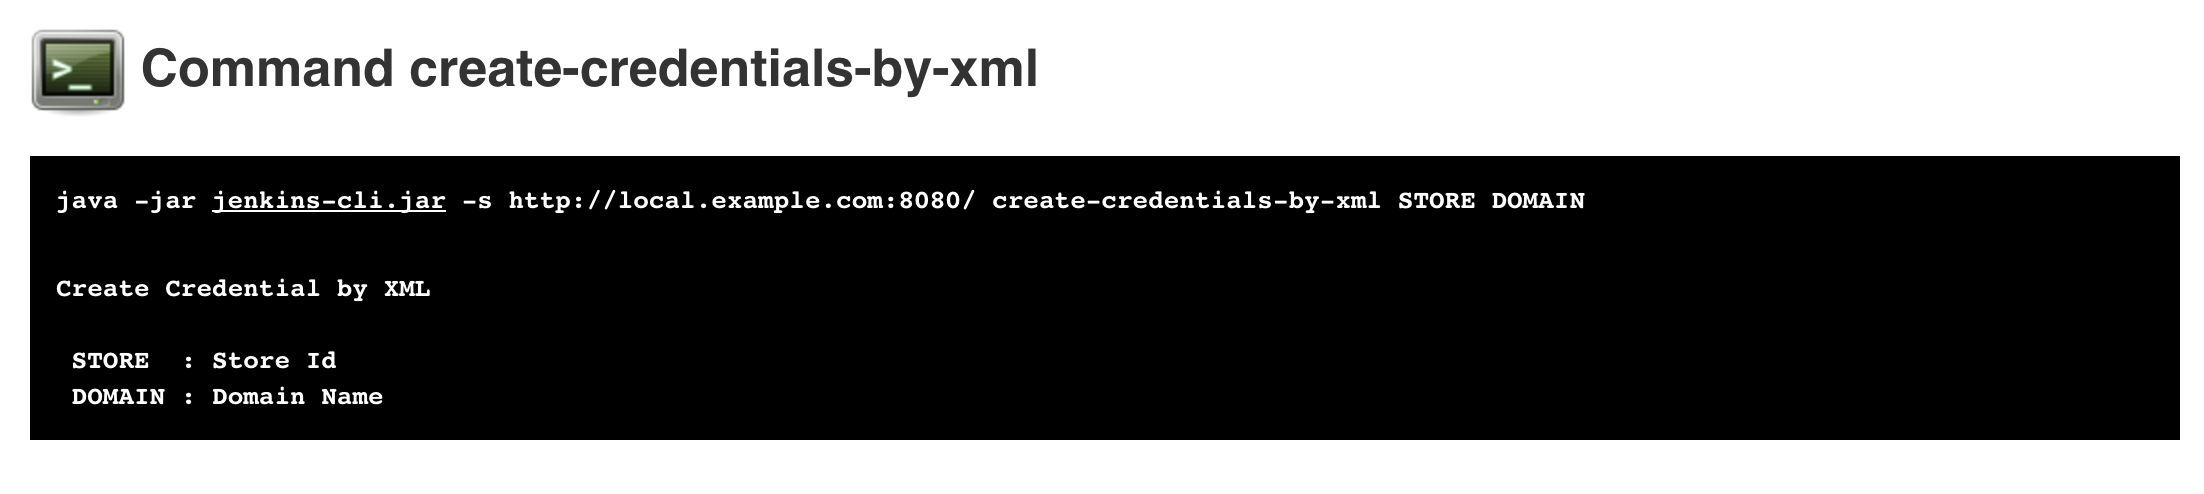 Command create-credentials-by-xml
java -jar jenkins-cli.jar -s http://local.example.com:8080/ create-credentials-by-xml STORE DOMAIN
Create Credential by XML
STORE  : Store Id
DOMAIN : Domain Name